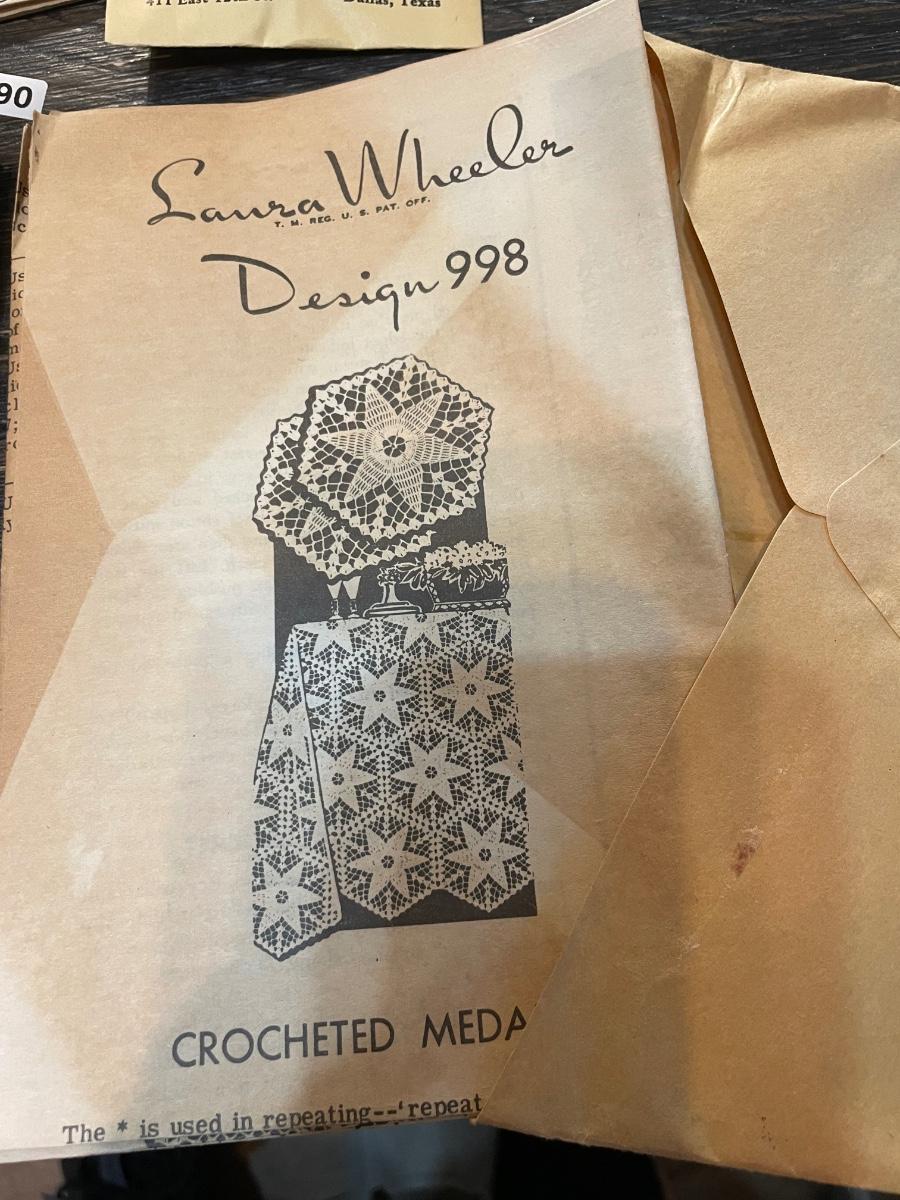 Dallas, Texas
90
Laura Wheeler
T. M. REG. U. S. PAT. OFF.
Design 998
CROCHETED MEDA
The * is used in repeating--‘repeat